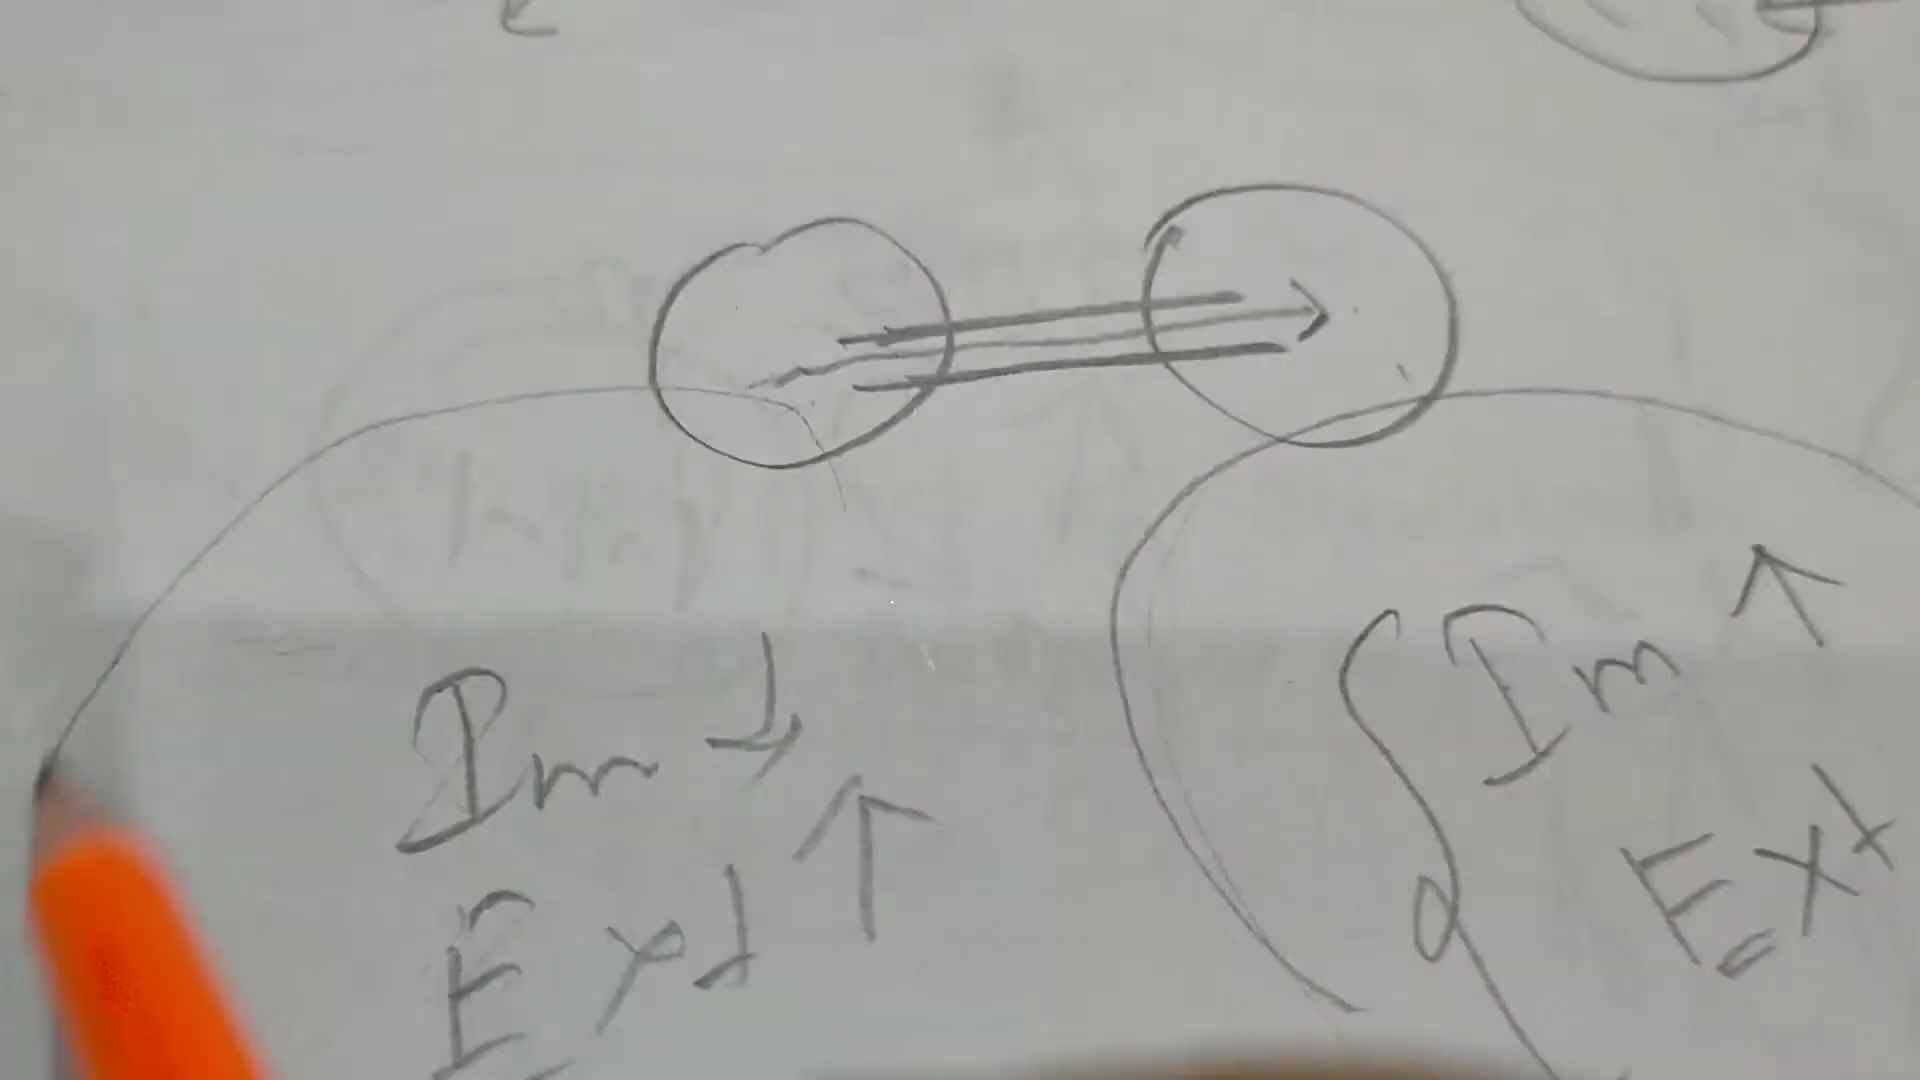 Im ↓
Ext ↑
Im ↑
Ext